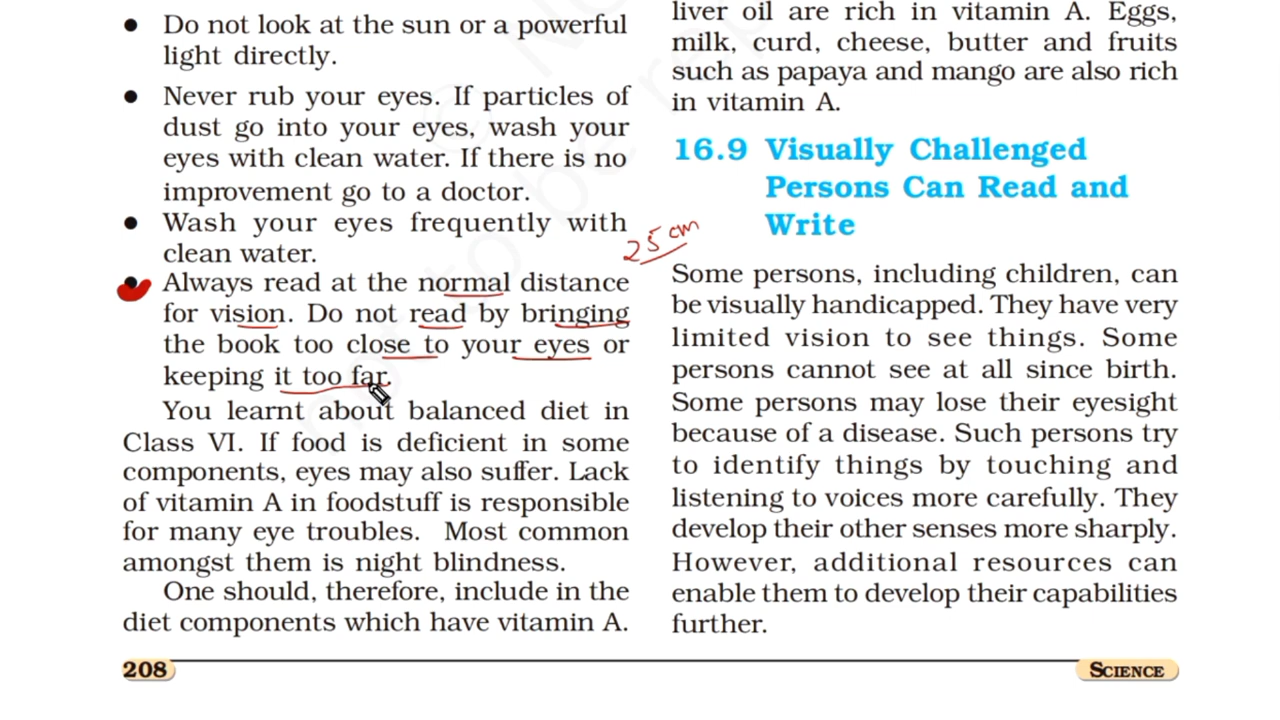 ● Do not look at the sun or a powerful
light directly.
● Never rub your eyes. If particles of
dust go into your eyes, wash your
eyes with clean water. If there is no
improvement go to a doctor.
● Wash your eyes frequently with
clean water.
● Always read at the normal distance
for vision. Do not read by bringing
the book too close to your eyes or
keeping it too far.
You learnt about balanced diet in
Class VI. If food is deficient in some
components, eyes may also suffer. Lack
of vitamin A in foodstuff is responsible
for many eye troubles. Most common
amongst them is night blindness.
One should, therefore, include in the
diet components which have vitamin A.
25 cm
liver oil are rich in vitamin A. Eggs,
milk, curd, cheese, butter and fruits
such as papaya and mango are also rich
in vitamin A.
16.9 Visually Challenged
Persons Can Read and
Write
Some persons, including children, can
be visually handicapped. They have very
limited vision to see things. Some
persons cannot see at all since birth.
Some persons may lose their eyesight
because of a disease. Such persons try
to identify things by touching and
listening to voices more carefully. They
develop their other senses more sharply.
However, additional resources can
enable them to develop their capabilities
further.
208
SCIENCE
not to be rep